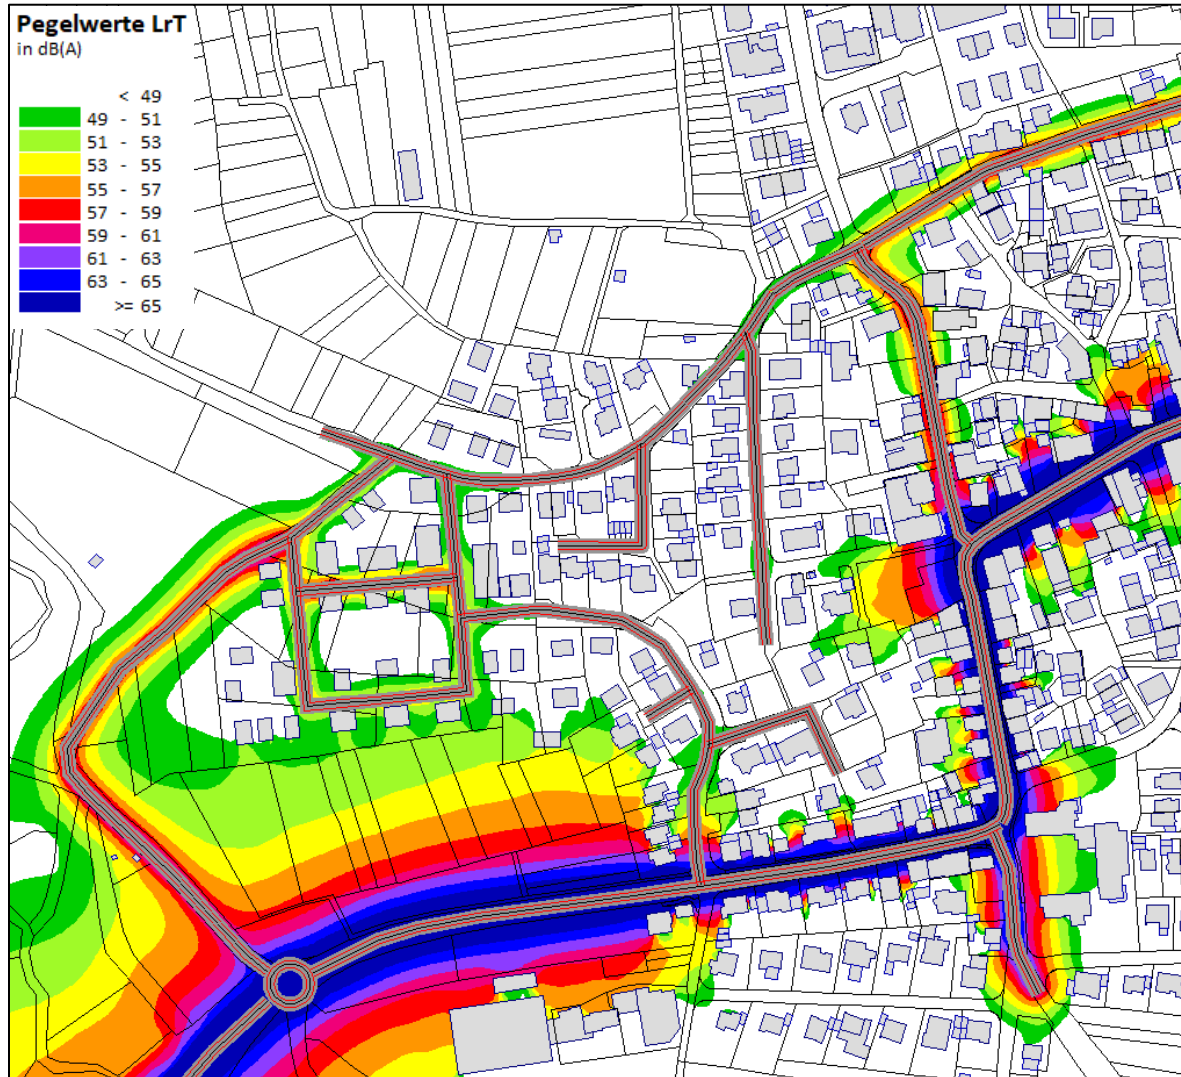 Pegelwerte LrT
in dB(A)
< 49
49 - 51
51 - 53
53 - 55
55 - 57
57 - 59
59 - 61
61 - 63
63 - 65
>= 65